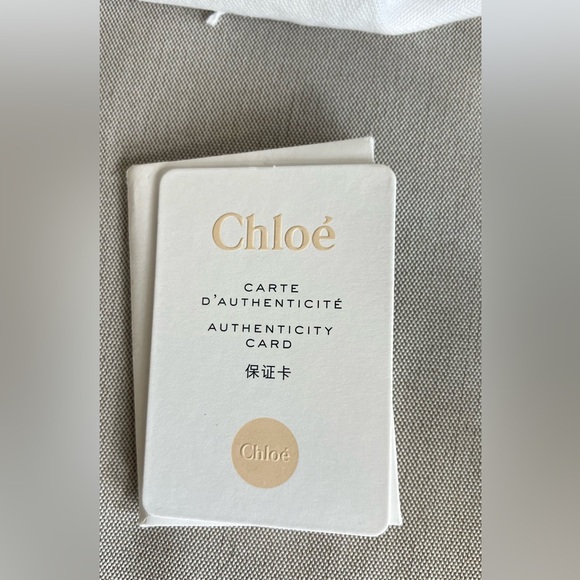 Chloé
CARTE
D'AUTHENTICITÉ
AUTHENTICITY
CARD
保证卡
Chloé